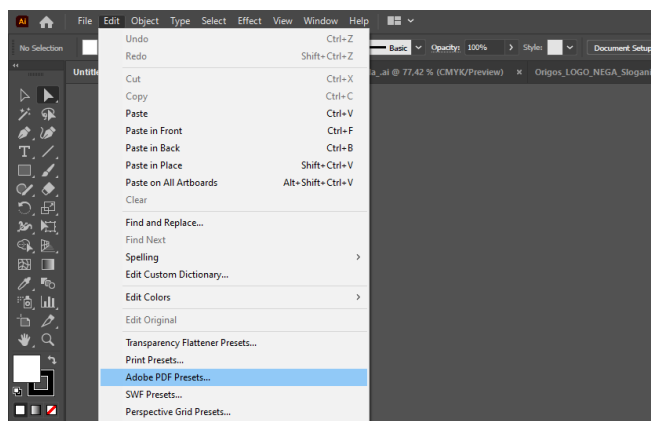 Ai File Edit Object Type Select Effect View Window Help
No Selection Basic Opacity: 100% Style: Document Setup
Undo Ctrl+Z
Redo Shift+Ctrl+Z
.ai @ 77,42 % (CMYK/Preview) × Origos_LOGO_NEGA_Slogani
Cut Ctrl+X
Copy Ctrl+C
Paste Ctrl+V
Paste in Front Ctrl+F
Paste in Back Ctrl+B
Paste in Place Shift+Ctrl+V
Paste on All Artboards Alt+Shift+Ctrl+V
Clear
Find and Replace...
Find Next
Spelling
Edit Custom Dictionary...
Edit Colors
Edit Original
Transparency Flattener Presets...
Print Presets...
Adobe PDF Presets...
SWF Presets...
Perspective Grid Presets...